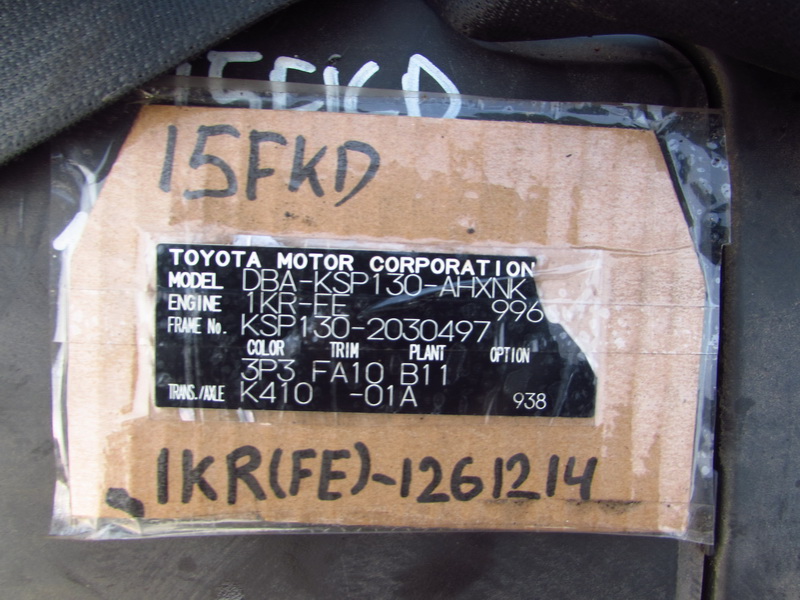 15FKD
15FKD
TOYOTA MOTOR CORPORATION
MODEL DBA-KSP130-AHXNK
ENGINE 1KR-FE 996
FRAME No. KSP130-2030497
COLOR TRIM PLANT OPTION
3P3 FA10 B11
TRANS./AXLE K410 -01A 938
1KR(FE)-1261214